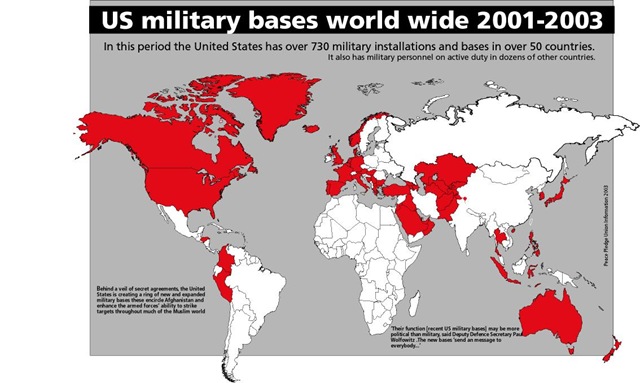 US military bases world wide 2001-2003
In this period the United States has over 730 military installations and bases in over 50 countries.
It also has military personnel on active duty in dozens of other countries.
Peace Pledge Union Infomation 2003
Behind a veil of secret agreements, the United
States is creating a ring of new and expanded
military bases these encircle Afghanistan and
enhance the armed forces' ability to strike
targets throughout much of the Muslim world
'Their function [recent US military bases] may be more
political than military ,said Deputy Defence Secretary Paul
Wolfowitz .The new bases 'send an message to
everybody...'